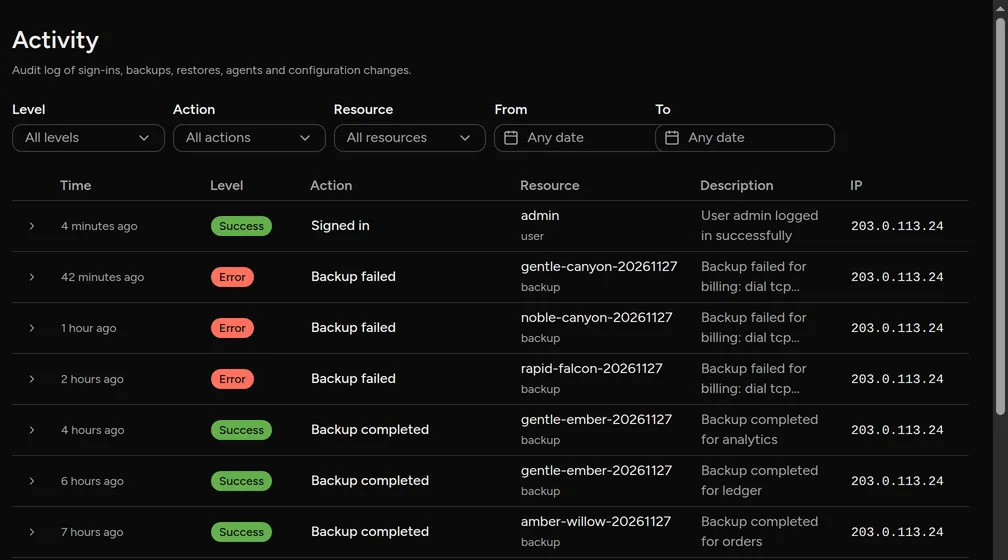 Activity
Audit log of sign-ins, backups, restores, agents and configuration changes.
Level Action Resource From To
All levels All actions All resources Any date Any date
Time Level Action Resource Description IP
4 minutes ago Success Signed in admin user User admin logged in successfully 203.0.113.24
42 minutes ago Error Backup failed gentle-canyon-20261127 backup Backup failed for billing: dial tcp... 203.0.113.24
1 hour ago Error Backup failed noble-canyon-20261127 backup Backup failed for billing: dial tcp... 203.0.113.24
2 hours ago Error Backup failed rapid-falcon-20261127 backup Backup failed for billing: dial tcp... 203.0.113.24
4 hours ago Success Backup completed gentle-ember-20261127 backup Backup completed for analytics 203.0.113.24
6 hours ago Success Backup completed gentle-ember-20261127 backup Backup completed for ledger 203.0.113.24
7 hours ago Success Backup completed amber-willow-20261127 backup Backup completed for orders 203.0.113.24